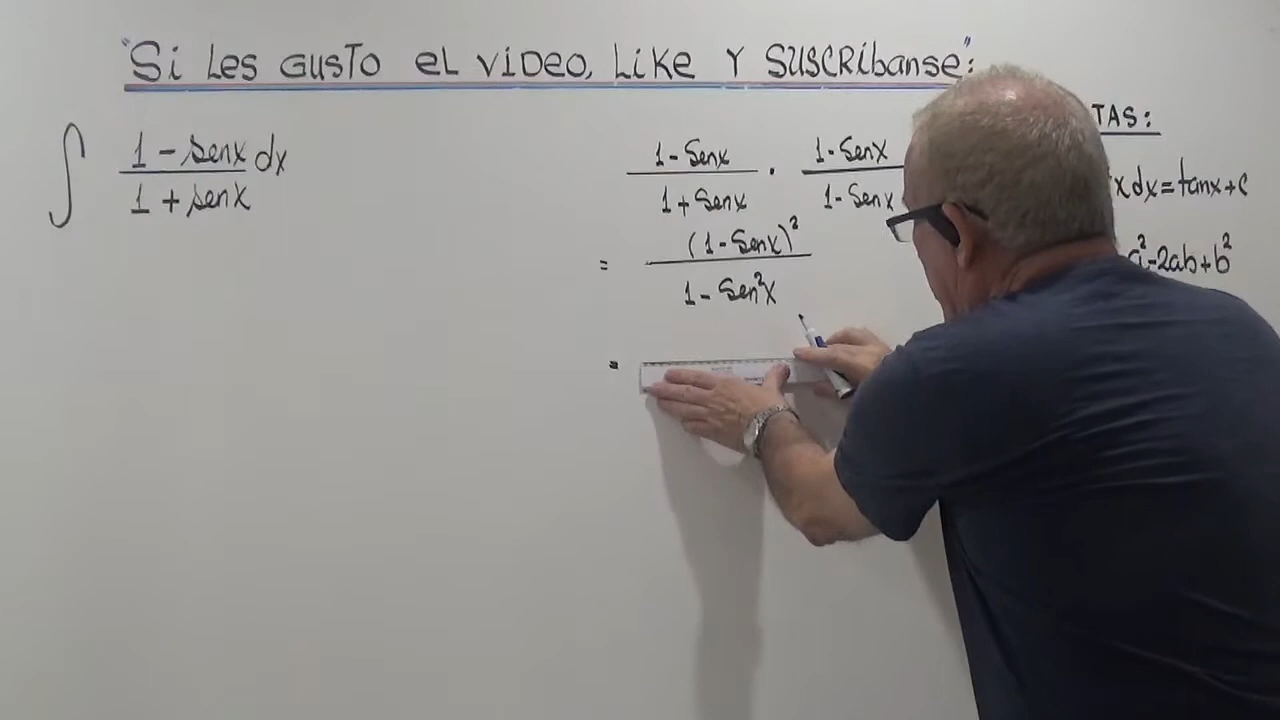 "Si Les GusTo eL ViDeO, Like Y SUSCRíbanse":
∫ (1 - senx)/(1 + senx) dx
(1 - Senx)/(1 + Senx) · (1 - Senx)/(1 - Senx)
= (1 - Senx)²/(1 - Sen²x)
=
TAS:
x dx = tanx + c
a² - 2ab + b²